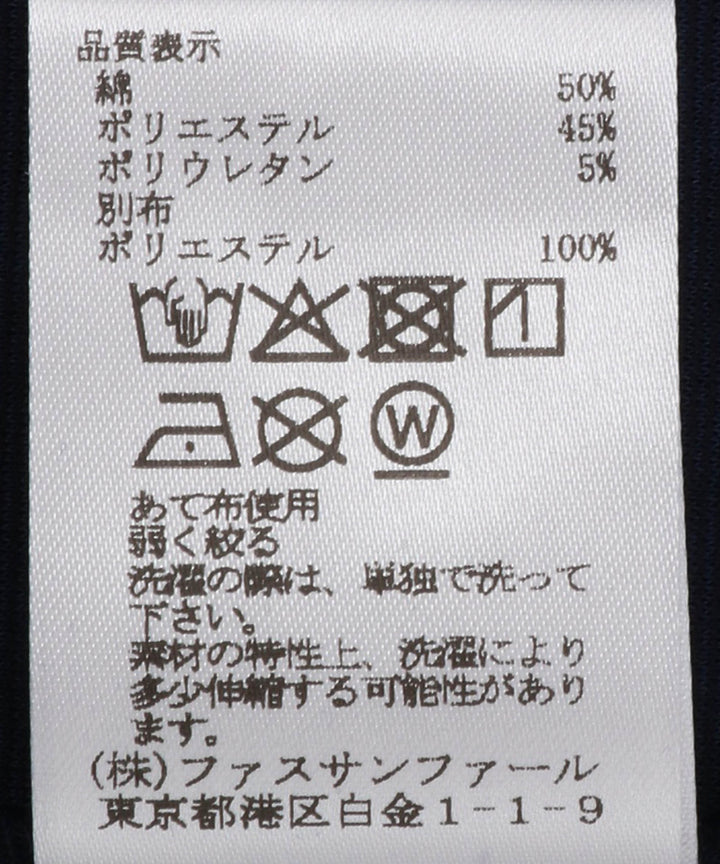 品質表示
綿 50%
ポリエステル 45%
ポリウレタン 5%
別布
ポリエステル 100%
W
あて布使用
弱く絞る
洗濯の際は、単独で洗って
下さい。
素材の特性上、洗濯により
多少伸縮する可能性があり
ます。
(株)ファスサンファール
東京都港区白金1-1-9